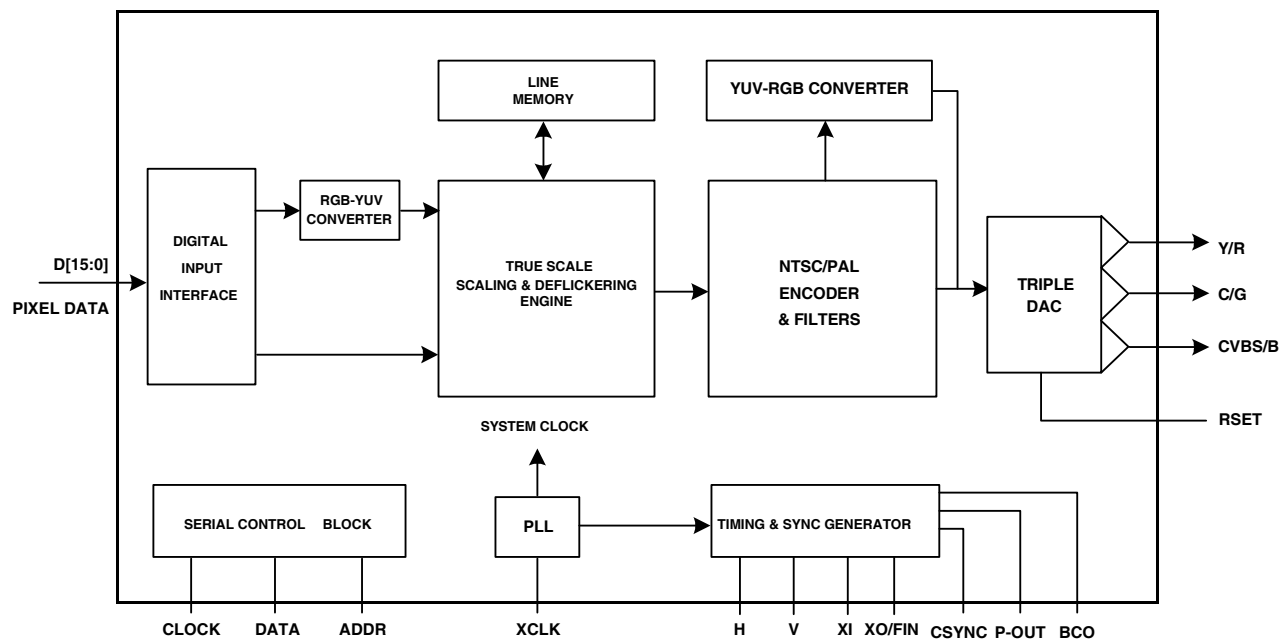 LINE
MEMORY
YUV-RGB CONVERTER
RGB-YUV
CONVERTER
DIGITAL
INPUT
INTERFACE
D[15:0]
PIXEL DATA
TRUE SCALE
SCALING & DEFLICKERING
ENGINE
NTSC/PAL
ENCODER
& FILTERS
TRIPLE
DAC
Y/R
C/G
CVBS/B
RSET
SYSTEM CLOCK
SERIAL CONTROL BLOCK
PLL
TIMING & SYNC GENERATOR
CLOCK
DATA
ADDR
XCLK
H
V
XI
XO/FIN
CSYNC
P-OUT
BCO